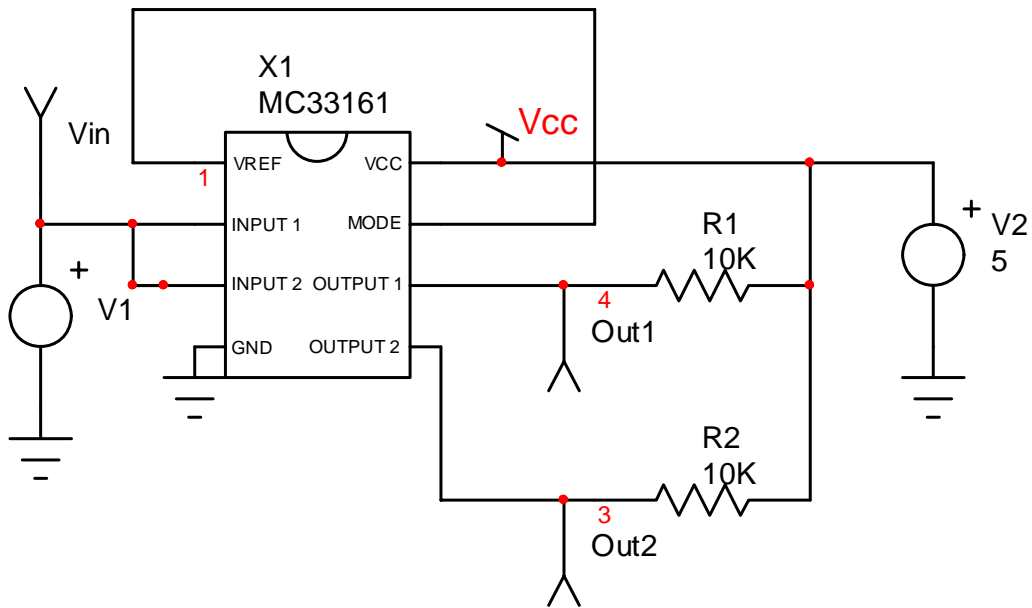 X1
MC33161
Vin
Vcc
1
VREF
VCC
INPUT 1
MODE
R1
10K
+
V2
5
+
V1
INPUT 2
OUTPUT 1
4
Out1
GND
OUTPUT 2
R2
10K
3
Out2